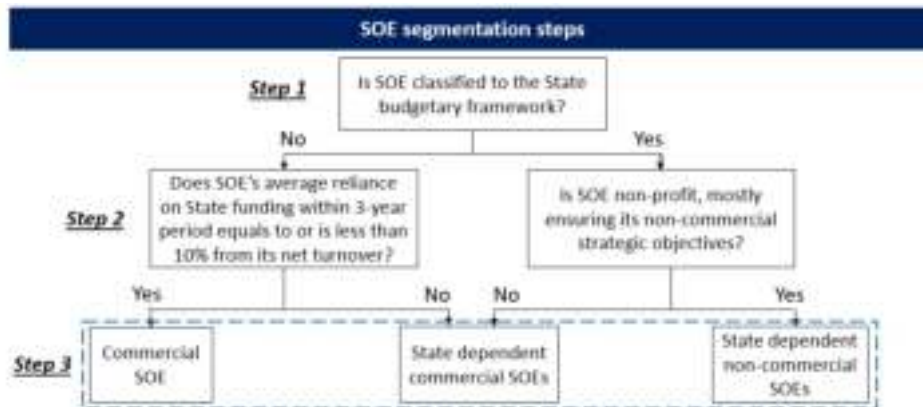 SOE segmentation steps
Step 1
Is SOE classified to the State
budgetary framework?
No
Yes
Step 2
Does SOE's average reliance
on State funding within 3-year
period equals to or is less than
10% from its net turnover?
Is SOE non-profit, mostly
ensuring its non-commercial
strategic objectives?
Yes
No
No
Yes
Step 3
Commercial
SOE
State dependent
commercial SOEs
State dependent
non-commercial
SOEs